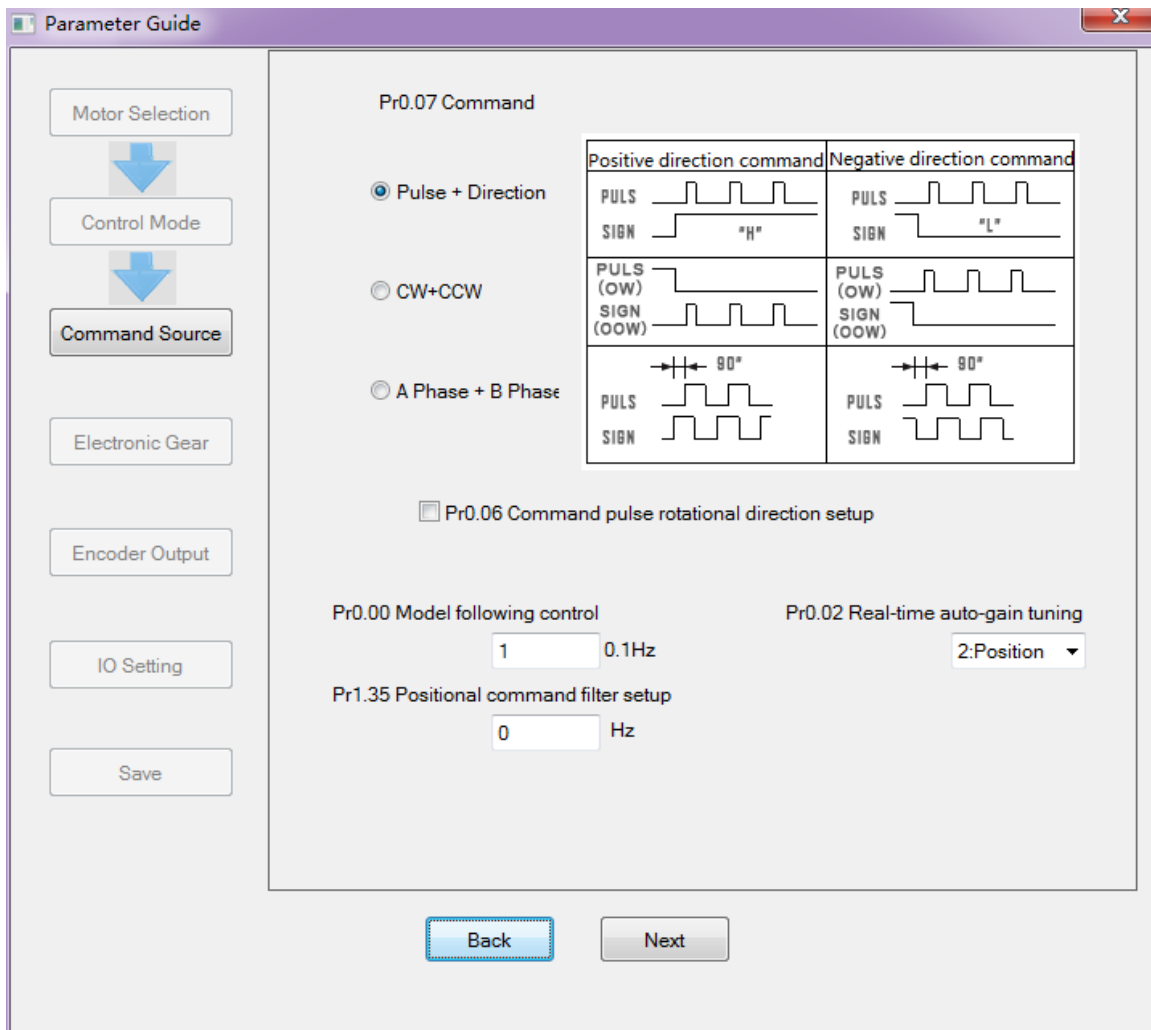 Parameter Guide
Motor Selection
Control Mode
Command Source
Electronic Gear
Encoder Output
IO Setting
Save
Pr0.07 Command
Pulse + Direction
CW+CCW
A Phase + B Phase
Positive direction command Negative direction command
PULS PULS
SIGN "H" SIGN "L"
PULS PULS
(OW) (OW)
SIGN SIGN
(OOW) (OOW)
90° 90°
PULS PULS
SIGN SIGN
Pr0.06 Command pulse rotational direction setup
Pr0.00 Model following control Pr0.02 Real-time auto-gain tuning
1 0.1Hz 2:Position
Pr1.35 Positional command filter setup
0 Hz
Back Next